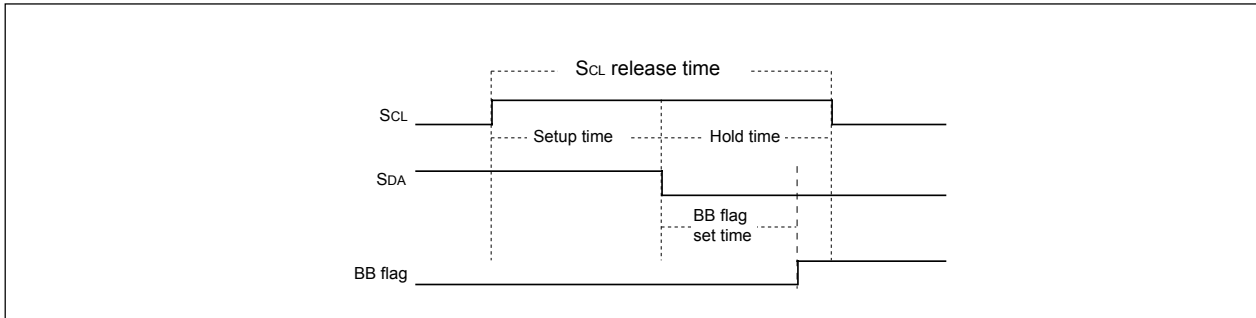 SCL release time
SCL
Setup time
Hold time
SDA
BB flag
set time
BB flag